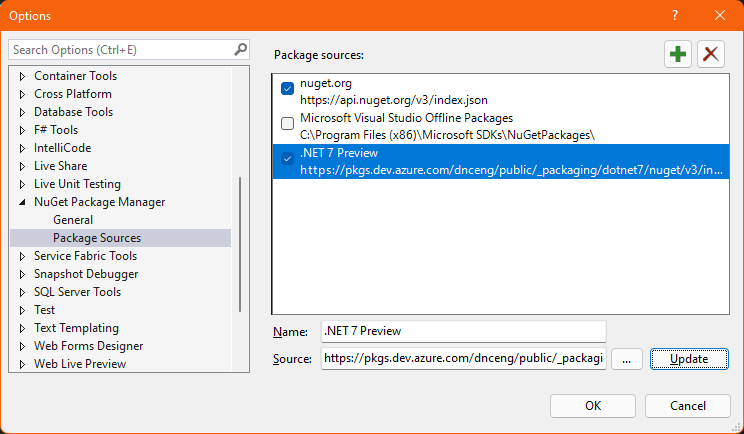 Options
Search Options (Ctrl+E)
Container Tools
Cross Platform
Database Tools
F# Tools
IntelliCode
Live Share
Live Unit Testing
NuGet Package Manager
General
Package Sources
Service Fabric Tools
Snapshot Debugger
SQL Server Tools
Test
Text Templating
Web Forms Designer
Web Live Preview
Package sources:
nuget.org
https://api.nuget.org/v3/index.json
Microsoft Visual Studio Offline Packages
C:\Program Files (x86)\Microsoft SDKs\NuGetPackages\
.NET 7 Preview
https://pkgs.dev.azure.com/dnceng/public/_packaging/dotnet7/nuget/v3/in...
Name: .NET 7 Preview
Source: https://pkgs.dev.azure.com/dnceng/public/_packagi ... Update
OK Cancel